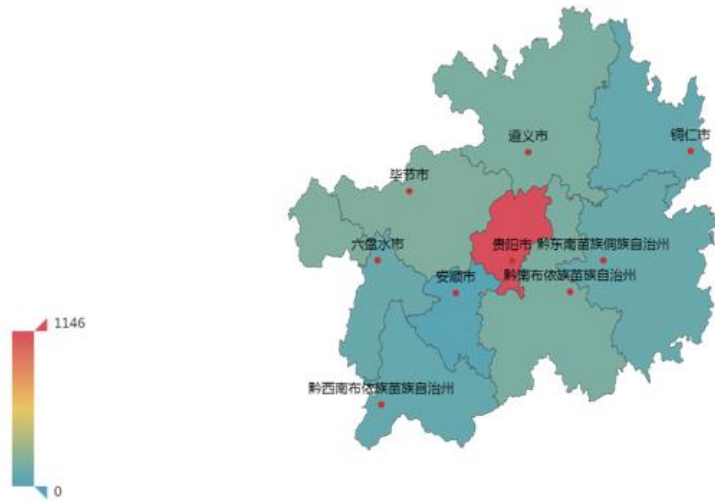 遵义市
铜仁市
毕节市
六盘水市
贵阳市
黔东南苗族侗族自治州
安顺市
黔南布依族苗族自治州
1146
黔西南布依族苗族自治州
0